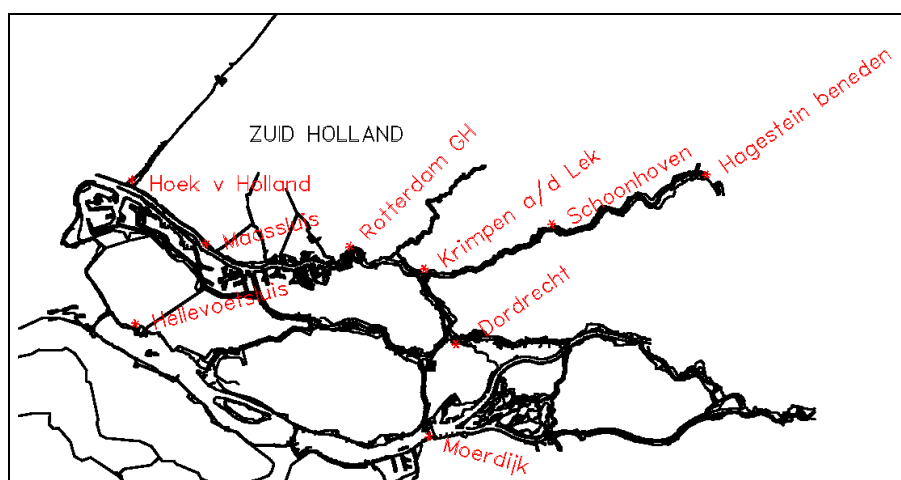 ZUID HOLLAND
Hoek v Holland
Maassluis
Rotterdam GH
Krimpen a/d Lek
Schoonhoven
Hagestein beneden
Hellevoetsluis
Dordrecht
Moerdijk